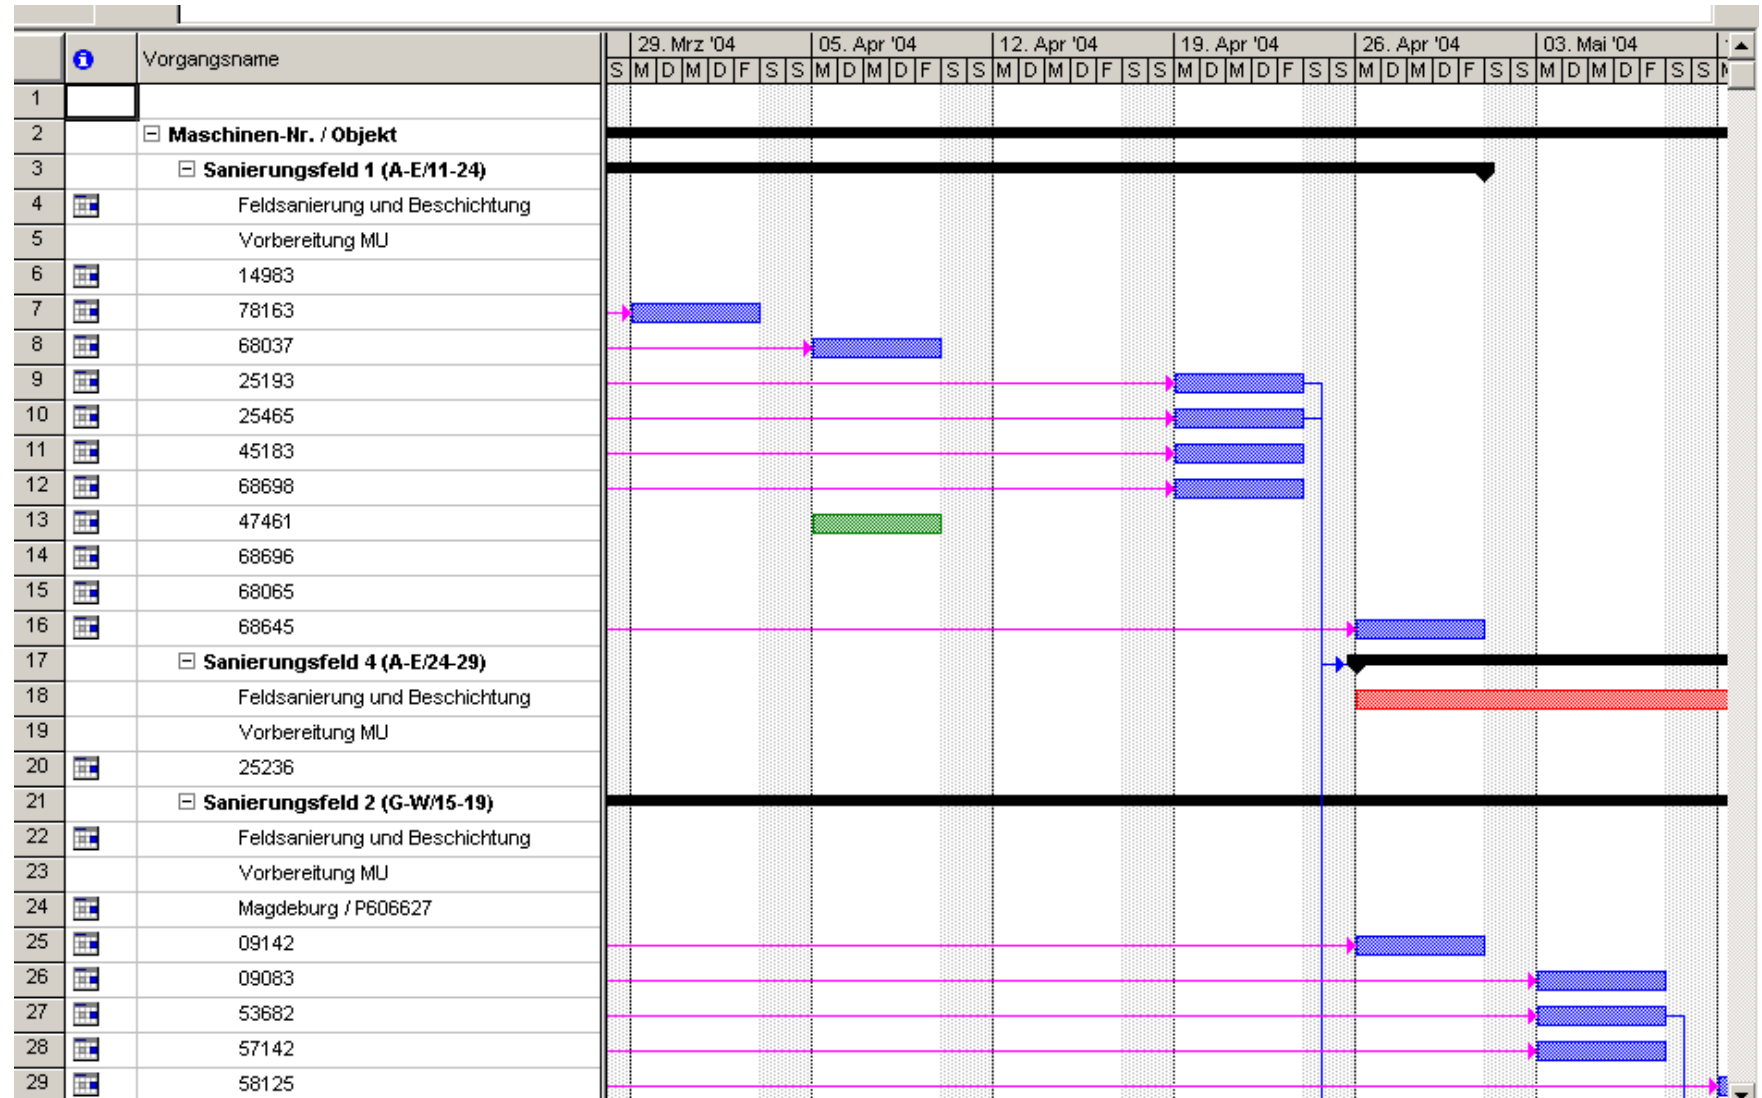 29. Mrz '04 05. Apr '04 12. Apr '04 19. Apr '04 26. Apr '04 03. Mai '04
Vorgangsname
S M D M D F S S M D M D F S S M D M D F S S M D M D F S S M D M D F S S M D M D F S S
1
2 Maschinen-Nr. / Objekt
3 Sanierungsfeld 1 (A-E/11-24)
4 Feldsanierung und Beschichtung
5 Vorbereitung MU
6 14983
7 78163
8 68037
9 25193
10 25465
11 45183
12 68698
13 47461
14 68696
15 68065
16 68645
17 Sanierungsfeld 4 (A-E/24-29)
18 Feldsanierung und Beschichtung
19 Vorbereitung MU
20 25236
21 Sanierungsfeld 2 (G-W/15-19)
22 Feldsanierung und Beschichtung
23 Vorbereitung MU
24 Magdeburg / P606627
25 09142
26 09083
27 53682
28 57142
29 58125